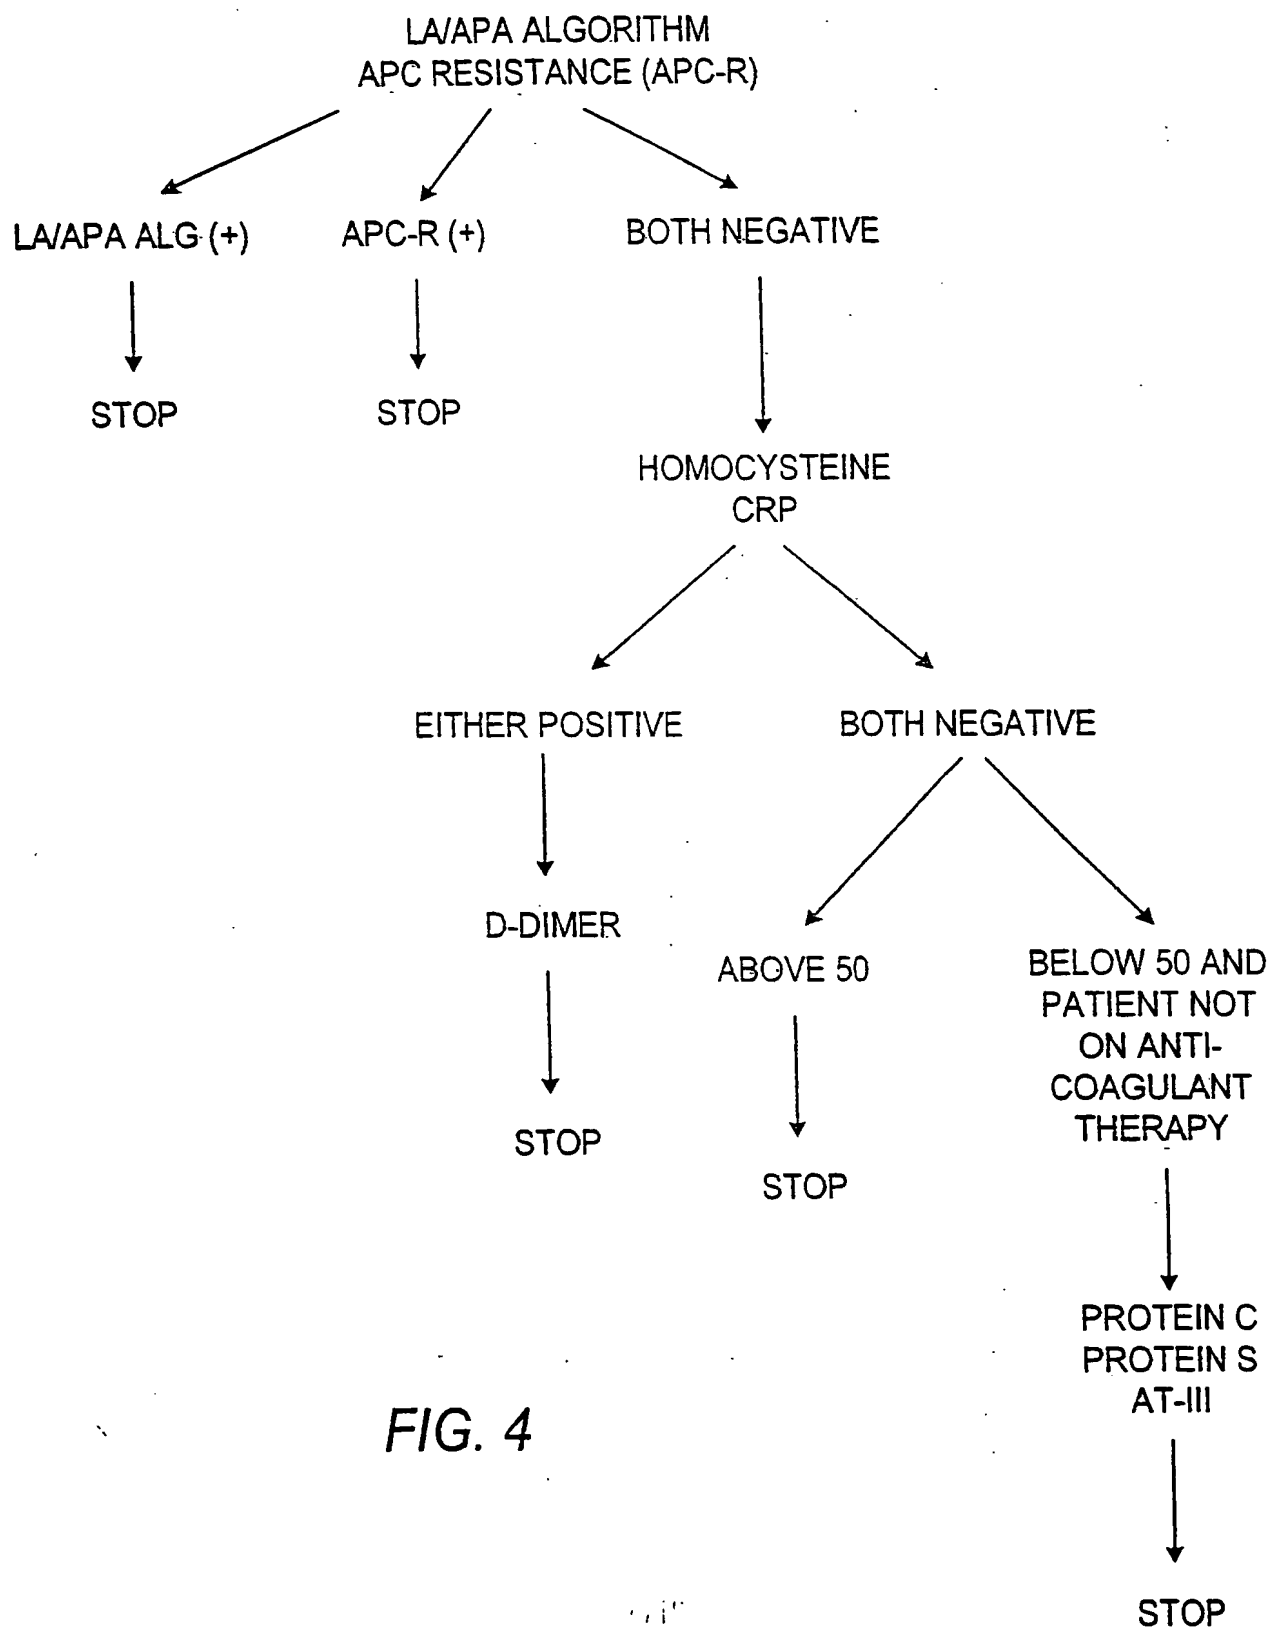 LA/APA ALGORITHM
APC RESISTANCE (APC-R)
LA/APA ALG (+)
APC-R (+)
BOTH NEGATIVE
STOP
STOP
HOMOCYSTEINE
CRP
EITHER POSITIVE
BOTH NEGATIVE
D-DIMER
ABOVE 50
BELOW 50 AND
PATIENT NOT
ON ANTI-
COAGULANT
THERAPY
STOP
STOP
PROTEIN C
PROTEIN S
AT-III
FIG. 4
STOP